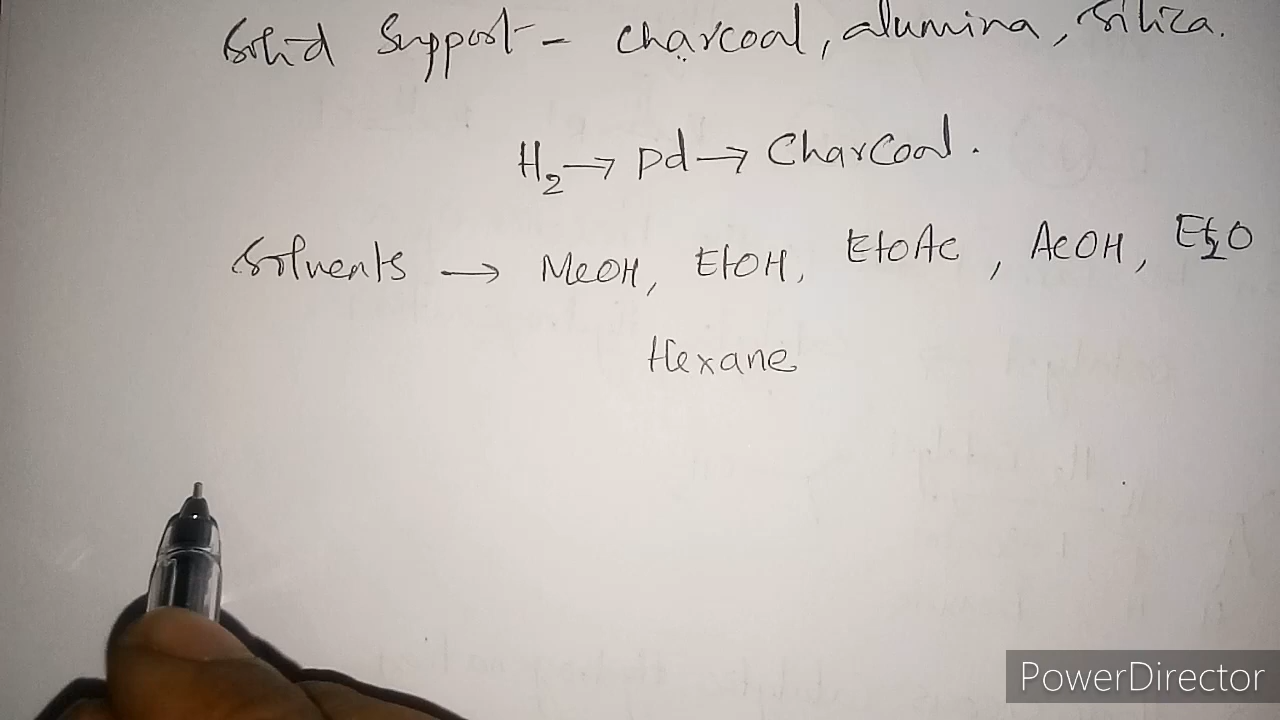 Solid Support - Charcoal, alumina, Silica.
H2 → Pd → Charcoal.
Solvents → MeOH, EtOH, EtoAc, AcOH, Et2O
Hexane
PowerDirector